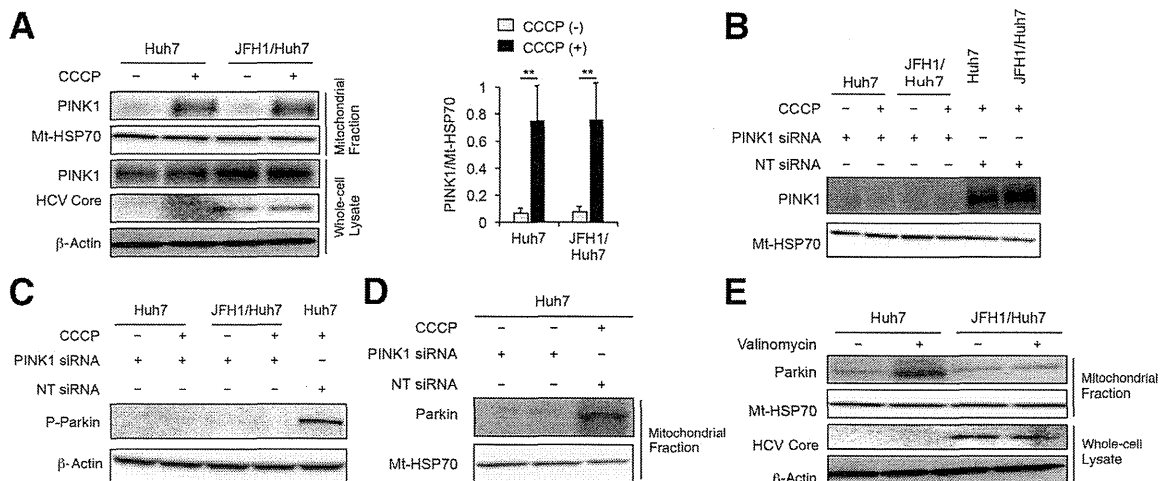 A
Huh7 JFH1/Huh7
CCCP − + − +
PINK1
Mt-HSP70
Mitochondrial Fraction
PINK1
HCV Core
β-Actin
Whole-cell Lysate
CCCP (-)
CCCP (+)
** **
PINK1/Mt-HSP70
1
0.8
0.6
0.4
0.2
0
Huh7 JFH1/
Huh7
B
Huh7 JFH1/
Huh7 Huh7 JFH1/Huh7
CCCP − + − + + +
PINK1 siRNA + + + + − −
NT siRNA − − − − + +
PINK1
Mt-HSP70
C
Huh7 JFH1/Huh7 Huh7
CCCP − + − + +
PINK1 siRNA + + + + −
NT siRNA − − − − +
P-Parkin
β-Actin
D
Huh7
CCCP − − +
PINK1 siRNA + + −
NT siRNA − − +
Parkin
Mt-HSP70
Mitochondrial
Fraction
E
Huh7 JFH1/Huh7
Valinomycin − + − +
Parkin
Mt-HSP70
Mitochondrial
Fraction
HCV Core
β-Actin
Whole-cell
Lysate